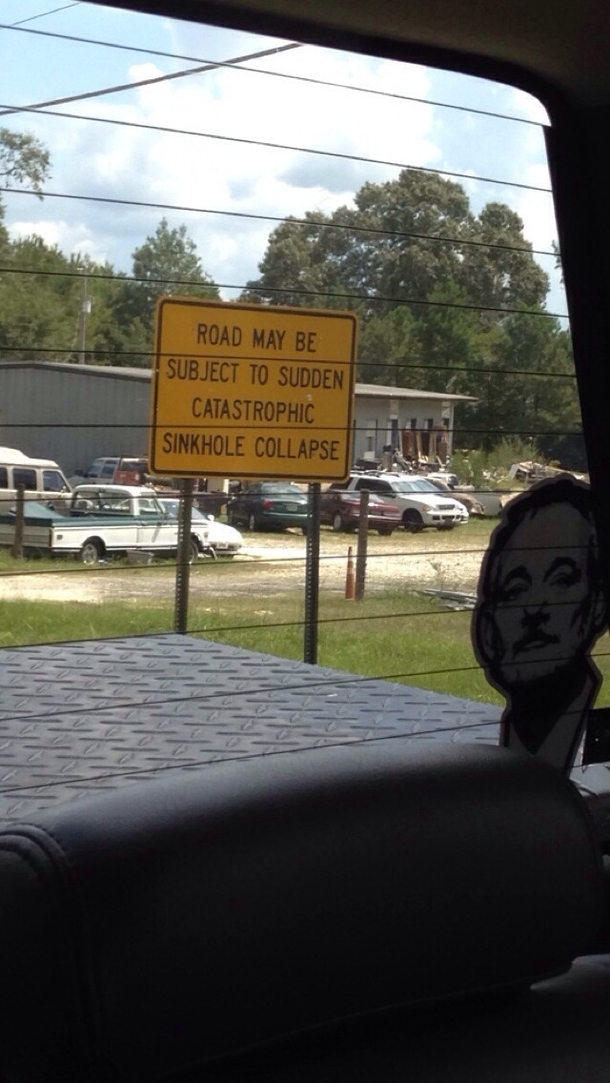 ROAD MAY BE
SUBJECT TO SUDDEN
CATASTROPHIC
SINKHOLE COLLAPSE